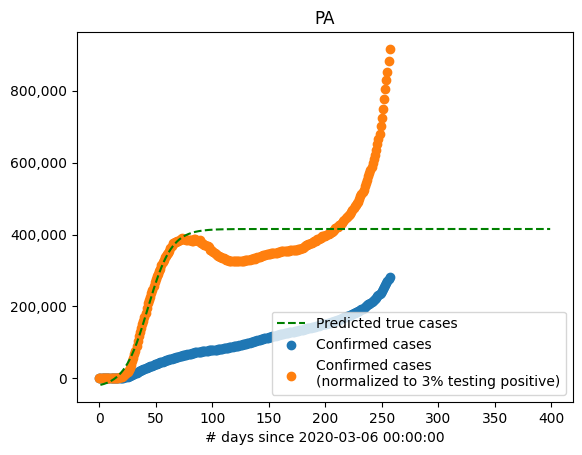 PA
800,000
600,000
400,000
200,000
0
Predicted true cases
Confirmed cases
Confirmed cases
(normalized to 3% testing positive)
0 50 100 150 200 250 300 350 400
# days since 2020-03-06 00:00:00